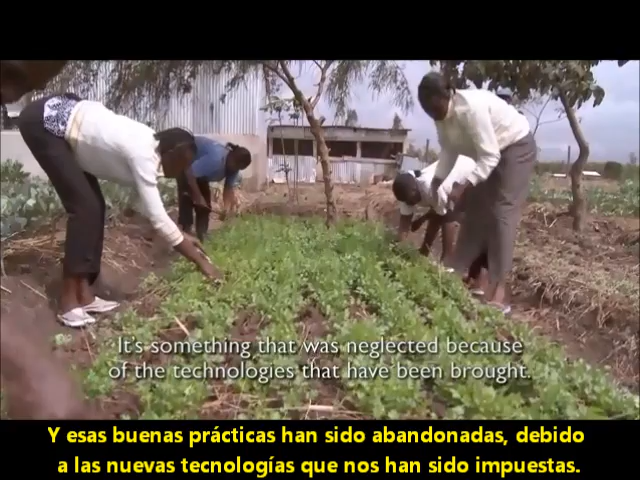 It's something that was neglected because
of the technologies that have been brought.
Y esas buenas prácticas han sido abandonadas, debido
a las nuevas tecnologías que nos han sido impuestas.